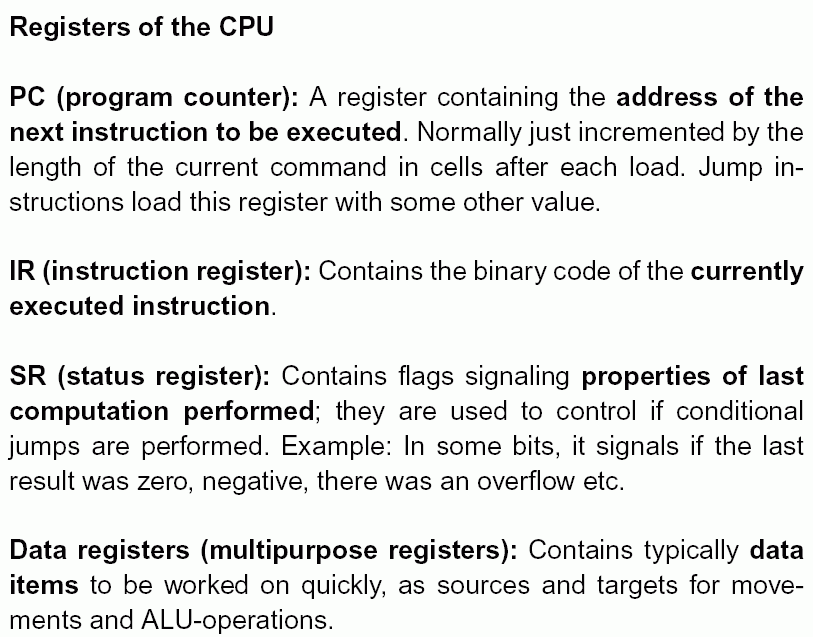 Registers of the CPU
PC (program counter): A register containing the address of the
next instruction to be executed. Normally just incremented by the
length of the current command in cells after each load. Jump in-
structions load this register with some other value.
IR (instruction register): Contains the binary code of the currently
executed instruction.
SR (status register): Contains flags signaling properties of last
computation performed; they are used to control if conditional
jumps are performed. Example: In some bits, it signals if the last
result was zero, negative, there was an overflow etc.
Data registers (multipurpose registers): Contains typically data
items to be worked on quickly, as sources and targets for move-
ments and ALU-operations.